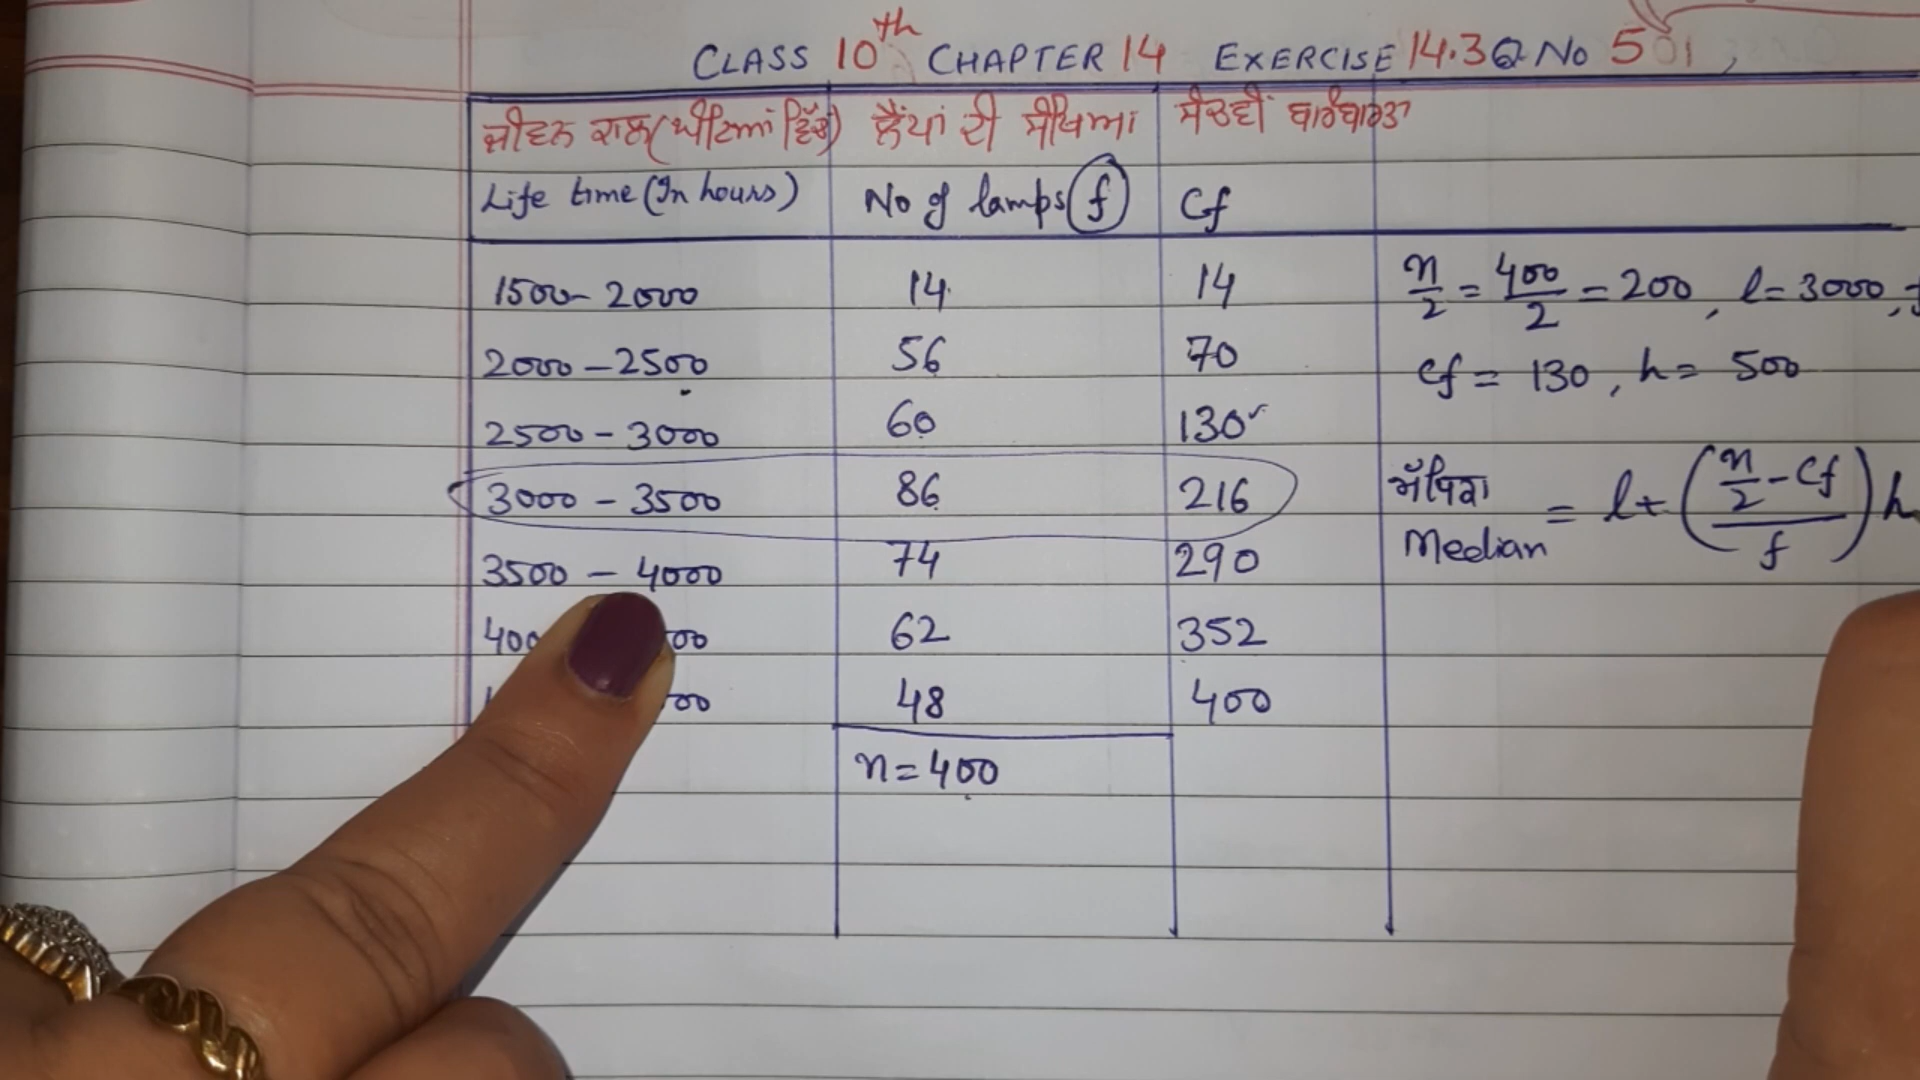 CLASS 10th CHAPTER 14 EXERCISE 14.3 Q No 5
ਜੀਵਨ ਕਾਲ (ਘੰਟਿਆਂ ਵਿੱਚ) ਲੈਂਪਾਂ ਦੀ ਸੰਖਿਆ ਸੰਚਵੀਂ ਬਾਰੰਬਾਰਤਾ
Life time (In hours) No of lamps (f) Cf
1500 - 2000 14 14 n/2 = 400/2 = 200, l = 3000,
2000 - 2500 56 70 Cf = 130, h = 500
2500 - 3000 60 130
3000 - 3500 86 216 ਮੱਧਿਕਾ
Median = l + ((n/2 - Cf)/f) h
3500 - 4000 74 290
62 352
48 400
n = 400